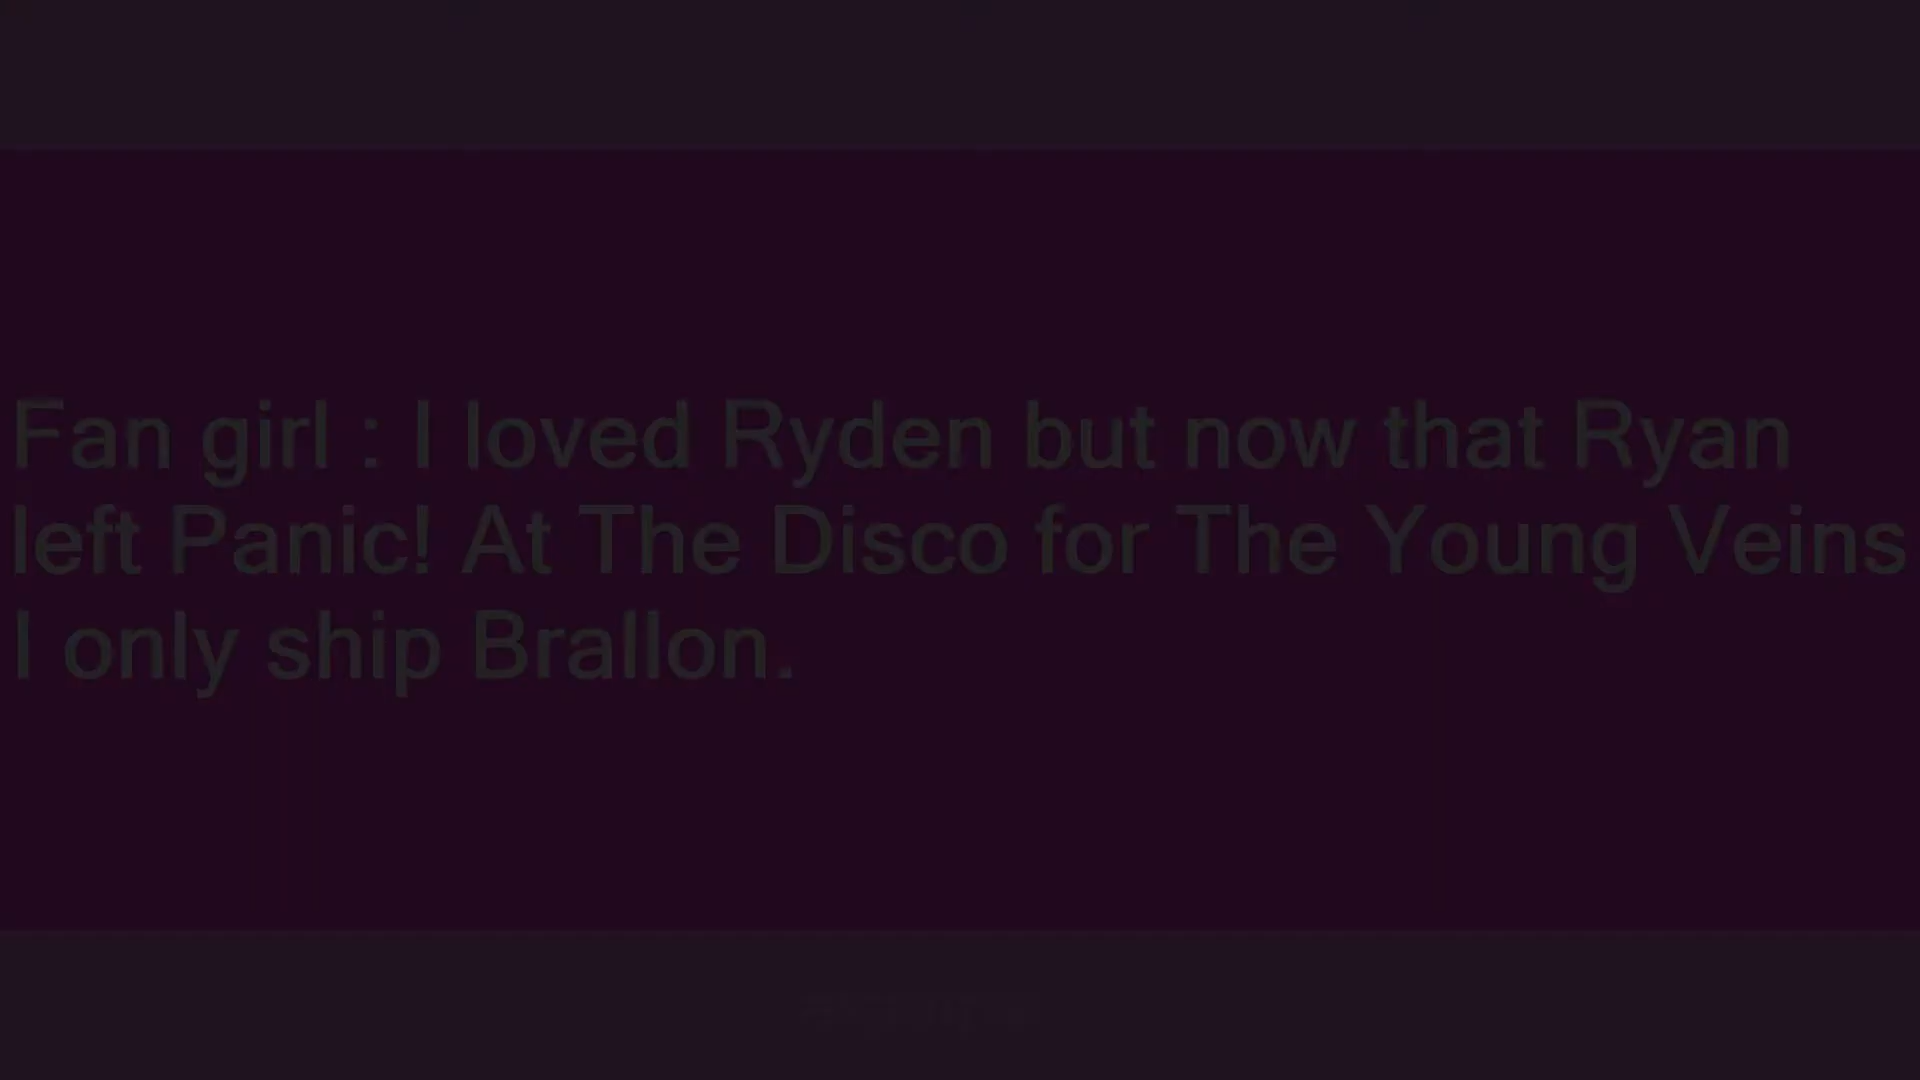 Fan girl : I loved Ryden but now that Ryan
left Panic! At The Disco for The Young Veins
I only ship Brallon.